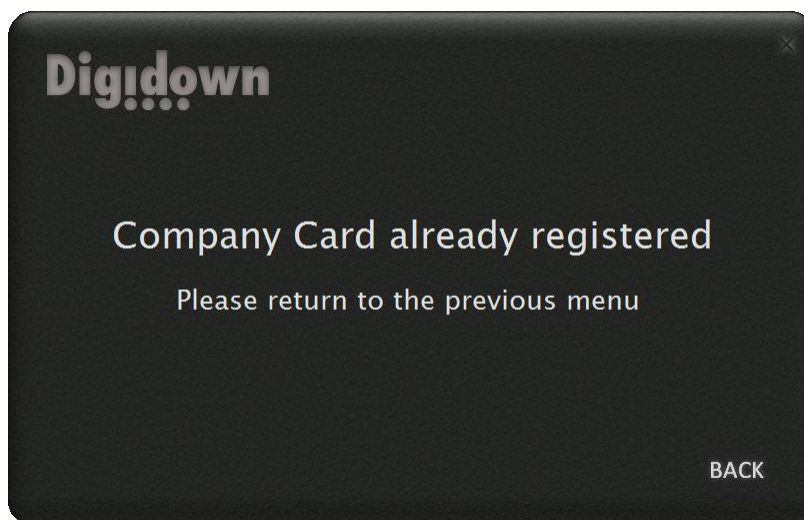 Digidown
Company Card already registered
Please return to the previous menu
BACK